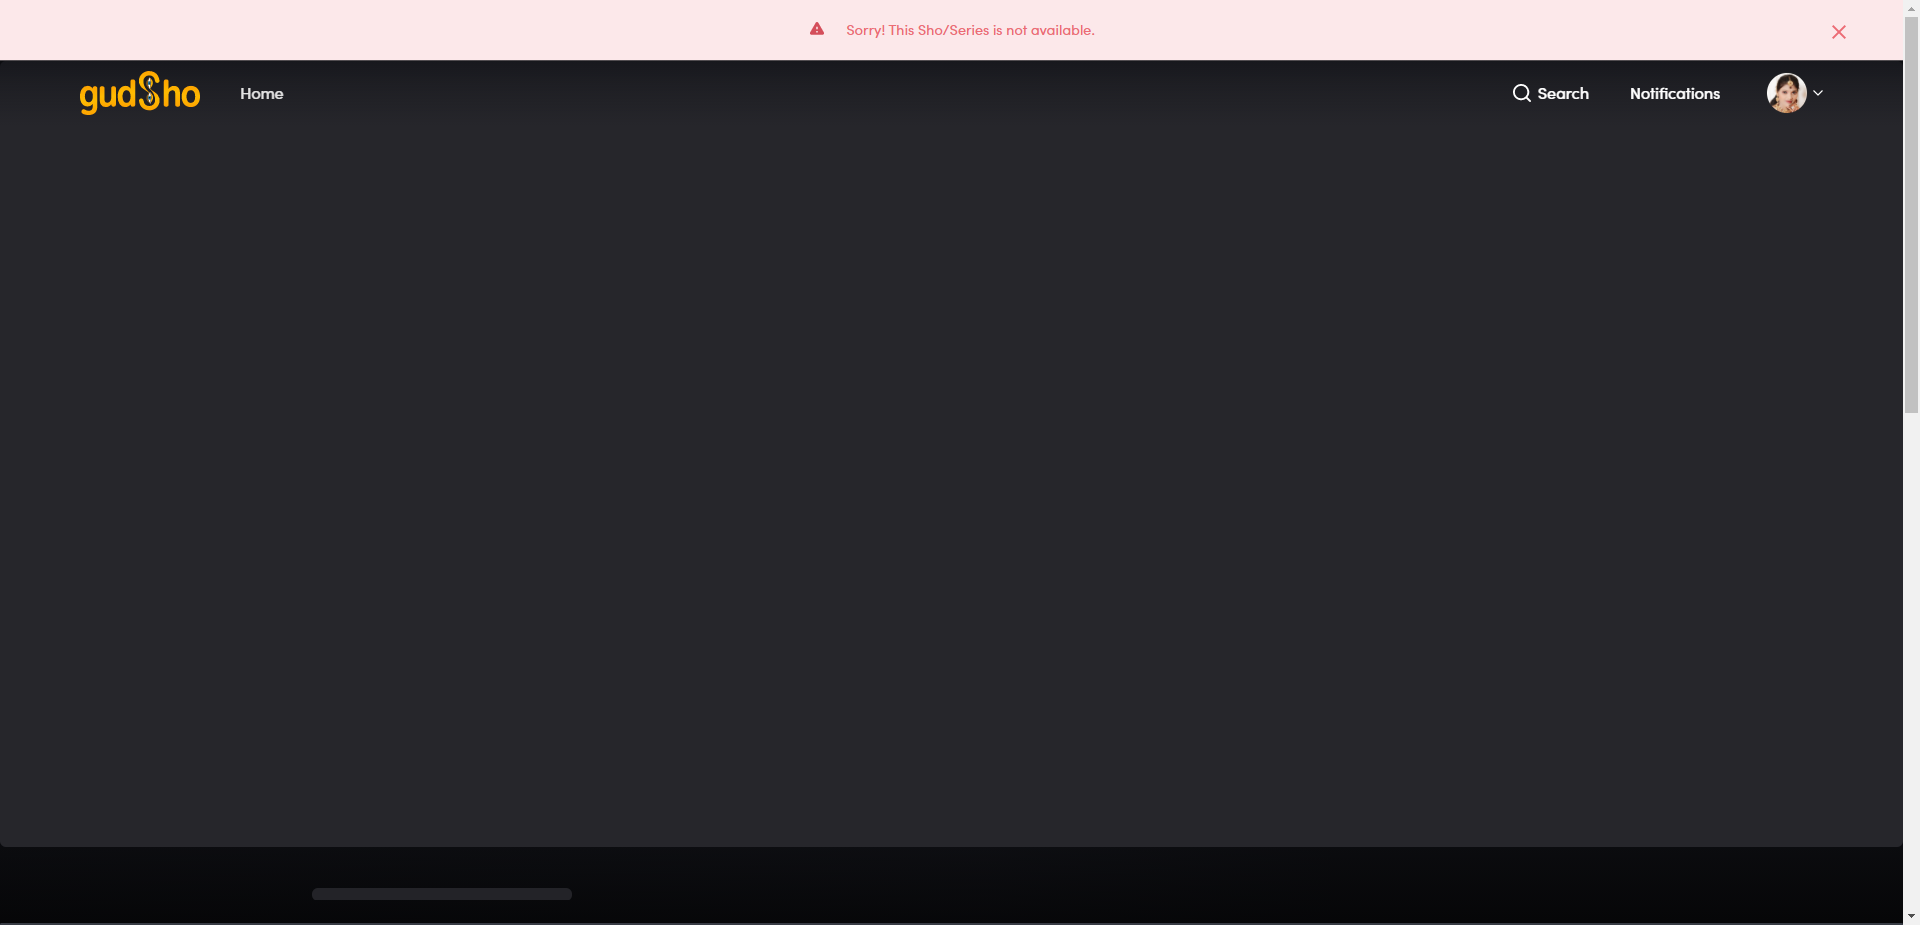 Sorry! This Sho/Series is not available.
gudSho
Home
Search
Notifications